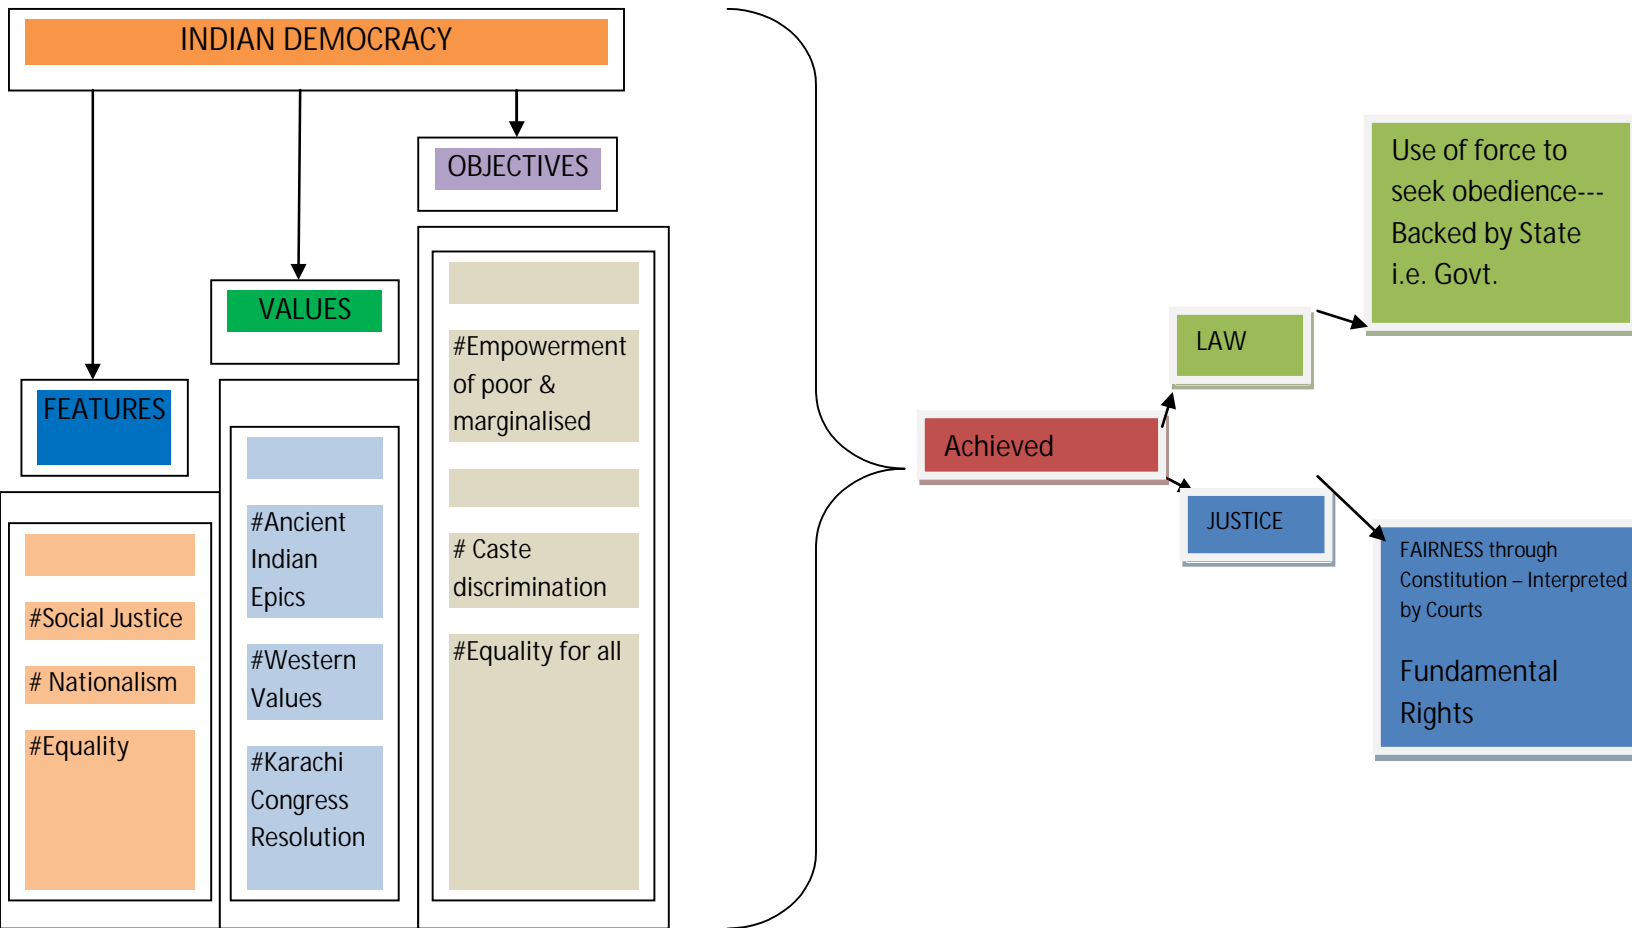 INDIAN DEMOCRACY
OBJECTIVES
VALUES
FEATURES
#Social Justice
# Nationalism
#Equality
#Ancient
Indian
Epics
#Western
Values
#Karachi
Congress
Resolution
#Empowerment
of poor &
marginalised
# Caste
discrimination
#Equality for all
Achieved
LAW
Use of force to
seek obedience---
Backed by State
i.e. Govt.
JUSTICE
FAIRNESS through
Constitution – Interpreted
by Courts
Fundamental
Rights